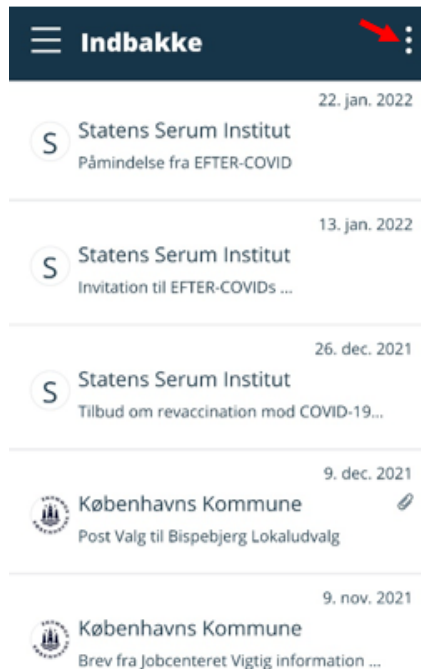 Indbakke
22. jan. 2022
S
Statens Serum Institut
Påmindelse fra EFTER-COVID
13. jan. 2022
S
Statens Serum Institut
Invitation til EFTER-COVIDs ...
26. dec. 2021
S
Statens Serum Institut
Tilbud om revaccination mod COVID-19...
9. dec. 2021
Københavns Kommune
Post Valg til Bispebjerg Lokaludvalg
9. nov. 2021
Københavns Kommune
Brev fra Jobcenteret Vigtig information ...